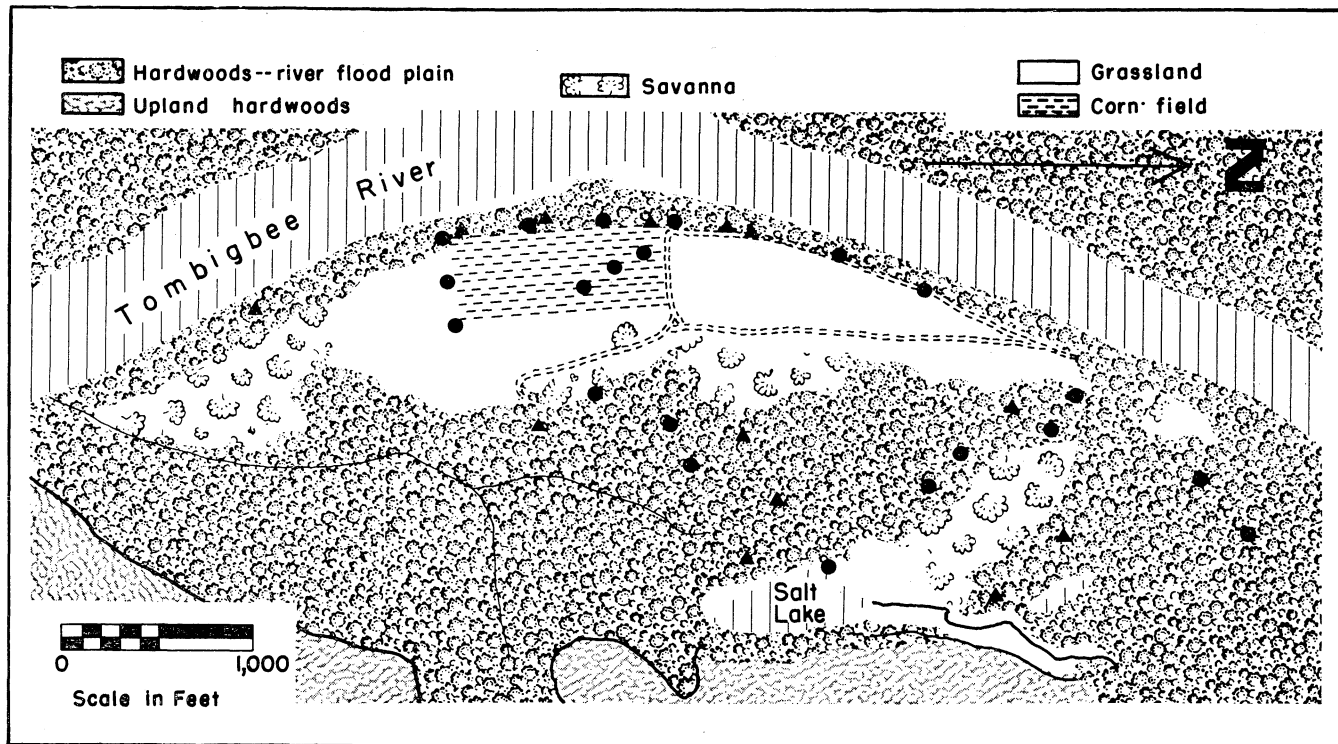 Hardwoods--river flood plain
Upland hardwoods
Savanna
Grassland
Corn field
N
Tombigbee River
Salt
Lake
0 1,000
Scale in Feet